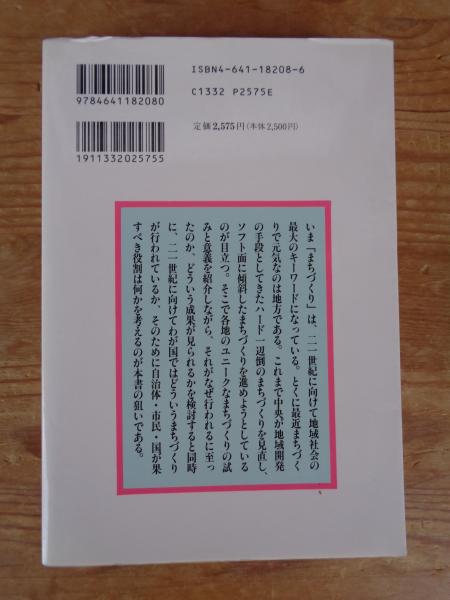 ISBN4-641-18208-6
C1332 P2575E
9784641182080
定価2,575円(本体2,500円)
1911332025755
いま「まちづくり」は、二一世紀に向けて地域社会の
最大のキーワードになっている。とくに最近まちづく
りで元気なのは地方である。これまで中央が地域開発
の手段としてきたハード一辺倒のまちづくりを見直し、
ソフト面に傾斜したまちづくりを進めようとしている
のが目立つ。そこで各地のユニークなまちづくりの試
みと意義を紹介しながら、それがなぜ行われるに至っ
たのか、どういう成果が見られるかを検討すると同時
に、二一世紀に向けてわが国ではどういうまちづくり
が行われているか、そのために自治体・市民・国が果
すべき役割は何かを考えるのが本書の狙いである。